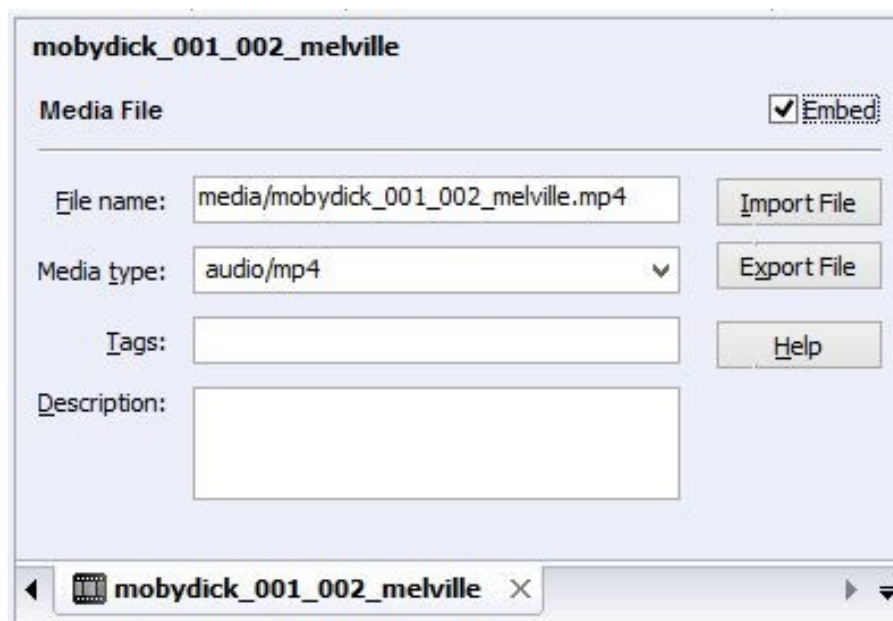 mobydick_001_002_melville
Media File
Embed
File name:
media/mobydick_001_002_melville.mp4
Import File
Media type:
audio/mp4
Export File
Tags:
Help
Description:
mobydick_001_002_melville